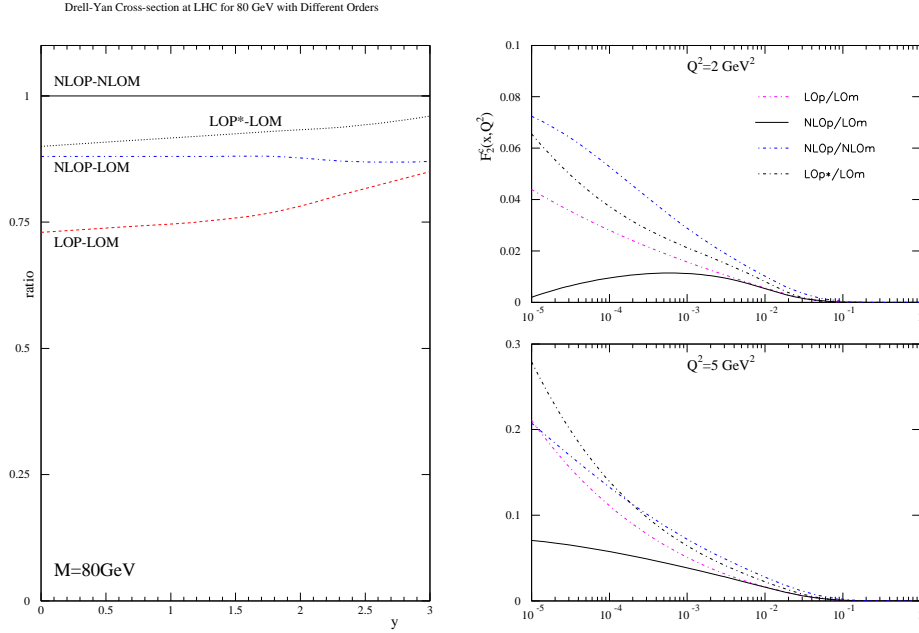 Drell-Yan Cross-section at LHC for 80 GeV with Different Orders
NLOP-NLOM
LOP*-LOM
NLOP-LOM
LOP-LOM
M=80GeV
ratio
1
0.75
0.5
0.25
0
0 0.5 1 1.5 2 2.5 3
y
Q²=2 GeV²
F₂ᶜ(x,Q²)
LOp/LOm
NLOp/LOm
NLOp/NLOm
LOp*/LOm
0.1
0.08
0.06
0.04
0.02
0
10⁻⁵ 10⁻⁴ 10⁻³ 10⁻² 10⁻¹ 1
Q²=5 GeV²
0.3
0.2
0.1
0
10⁻⁵ 10⁻⁴ 10⁻³ 10⁻² 10⁻¹ 1